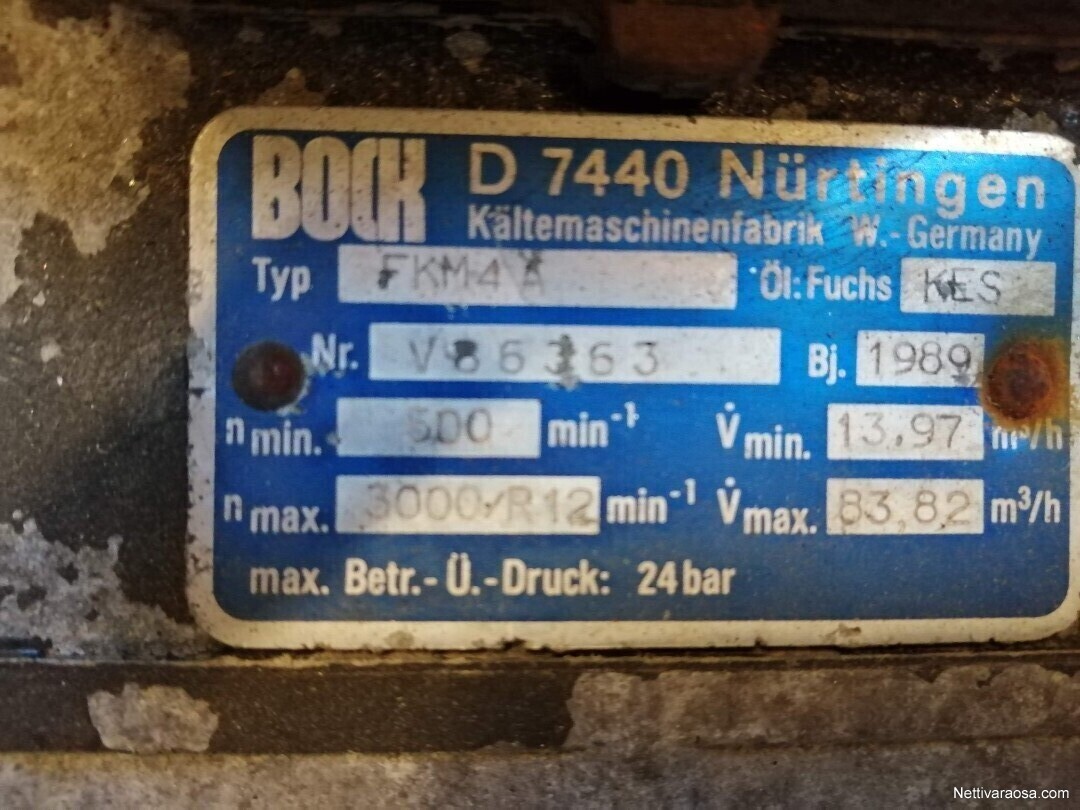 BOCK D 7440 Nürtingen
Kältemaschinenfabrik W.-Germany
Typ FKM4 A Öl: Fuchs KES
Nr. V86363 Bj. 1989
n min. 500 min⁻¹ V̇ min. 13.97 m³/h
n max. 3000/R12 min⁻¹ V̇ max. 83,82 m³/h
max. Betr.-Ü.-Druck: 24 bar
Nettivaraosa.com